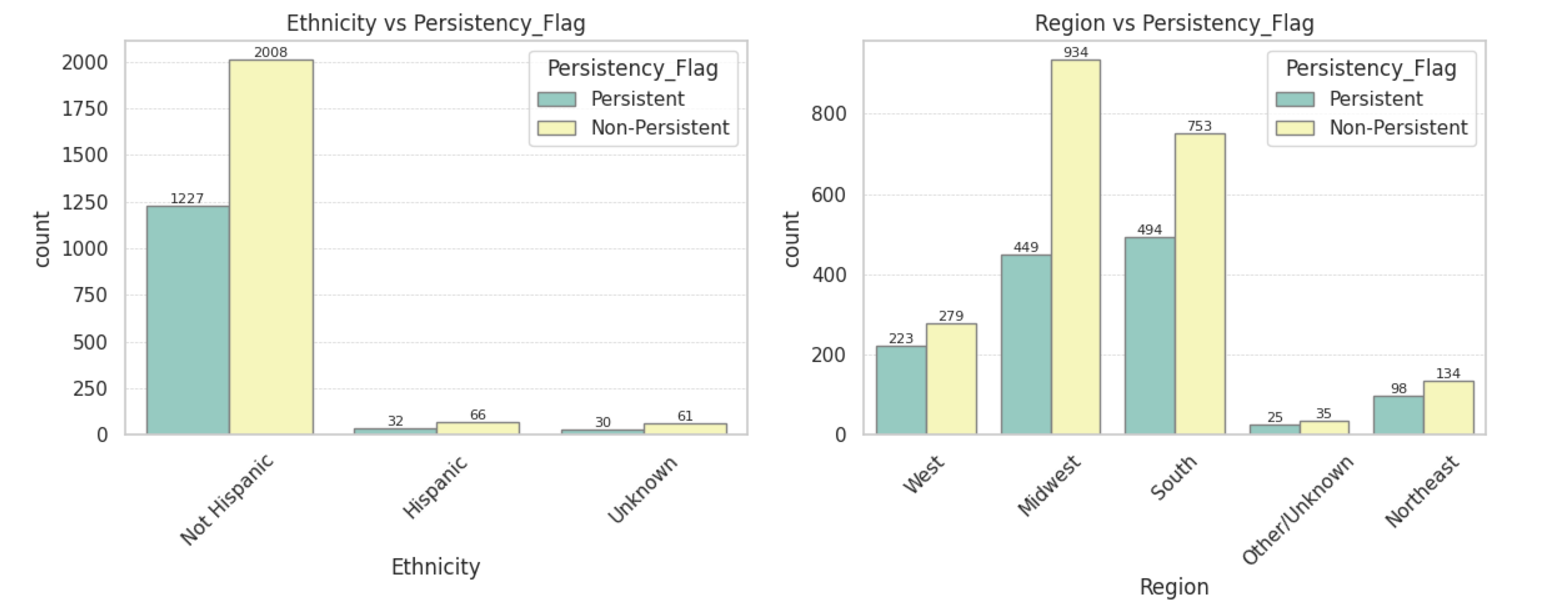 Ethnicity vs Persistency_Flag
2000
1750
1500
1250
1000
750
500
250
0
count
2008
1227
32
66
30
61
Persistency_Flag
Persistent
Non-Persistent
Not Hispanic
Hispanic
Unknown
Ethnicity
Region vs Persistency_Flag
800
600
400
200
0
count
223
279
449
934
494
753
25
35
98
134
Persistency_Flag
Persistent
Non-Persistent
West
Midwest
South
Other/Unknown
Northeast
Region